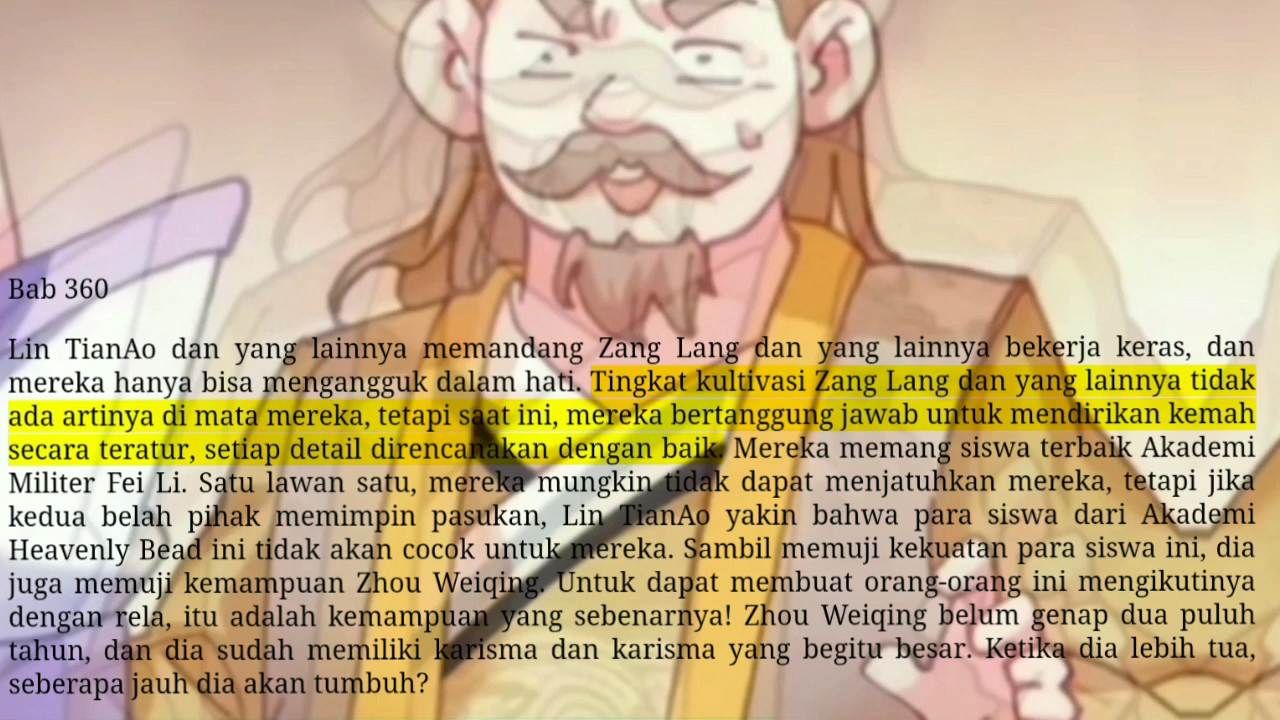 Bab 360
Lin TianAo dan yang lainnya memandang Zang Lang dan yang lainnya bekerja keras, dan
mereka hanya bisa mengangguk dalam hati. Tingkat kultivasi Zang Lang dan yang lainnya tidak
ada artinya di mata mereka, tetapi saat ini, mereka bertanggung jawab untuk mendirikan kemah
secara teratur, setiap detail direncanakan dengan baik. Mereka memang siswa terbaik Akademi
Militer Fei Li. Satu lawan satu, mereka mungkin tidak dapat menjatuhkan mereka, tetapi jika
kedua belah pihak memimpin pasukan, Lin TianAo yakin bahwa para siswa dari Akademi
Heavenly Bead ini tidak akan cocok untuk mereka. Sambil memuji kekuatan para siswa ini, dia
juga memuji kemampuan Zhou Weiqing. Untuk dapat membuat orang-orang ini mengikutinya
dengan rela, itu adalah kemampuan yang sebenarnya! Zhou Weiqing belum genap dua puluh
tahun, dan dia sudah memiliki karisma dan karisma yang begitu besar. Ketika dia lebih tua,
seberapa jauh dia akan tumbuh?